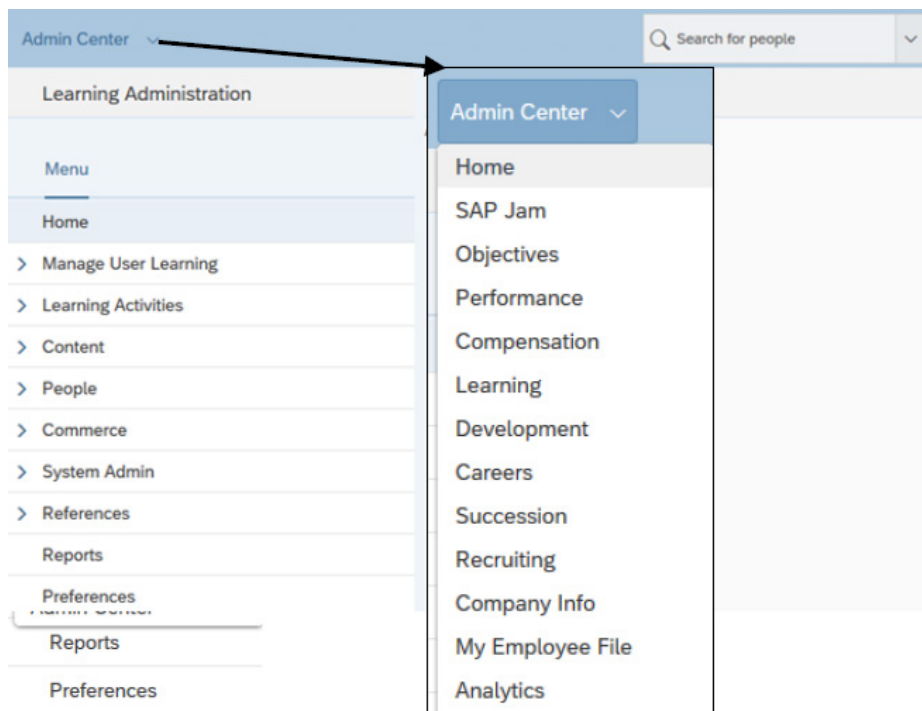 Admin Center
Search for people
Learning Administration
Menu
Home
Manage User Learning
Learning Activities
Content
People
Commerce
System Admin
References
Reports
Preferences
Admin Center
Reports
Preferences
Admin Center
Home
SAP Jam
Objectives
Performance
Compensation
Learning
Development
Careers
Succession
Recruiting
Company Info
My Employee File
Analytics